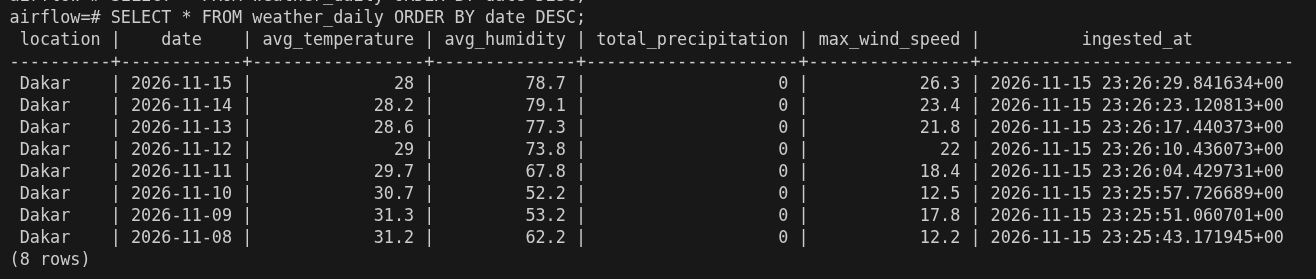 airflow=# SELECT * FROM weather_daily ORDER BY date DESC;
 location |    date    | avg_temperature | avg_humidity | total_precipitation | max_wind_speed |          ingested_at
----------+------------+-----------------+--------------+---------------------+----------------+-------------------------------
 Dakar    | 2026-11-15 |              28 |         78.7 |                   0 |           26.3 | 2026-11-15 23:26:29.841634+00
 Dakar    | 2026-11-14 |            28.2 |         79.1 |                   0 |           23.4 | 2026-11-15 23:26:23.120813+00
 Dakar    | 2026-11-13 |            28.6 |         77.3 |                   0 |           21.8 | 2026-11-15 23:26:17.440373+00
 Dakar    | 2026-11-12 |              29 |         73.8 |                   0 |             22 | 2026-11-15 23:26:10.436073+00
 Dakar    | 2026-11-11 |            29.7 |         67.8 |                   0 |           18.4 | 2026-11-15 23:26:04.429731+00
 Dakar    | 2026-11-10 |            30.7 |         52.2 |                   0 |           12.5 | 2026-11-15 23:25:57.726689+00
 Dakar    | 2026-11-09 |            31.3 |         53.2 |                   0 |           17.8 | 2026-11-15 23:25:51.060701+00
 Dakar    | 2026-11-08 |            31.2 |         62.2 |                   0 |           12.2 | 2026-11-15 23:25:43.171945+00
(8 rows)